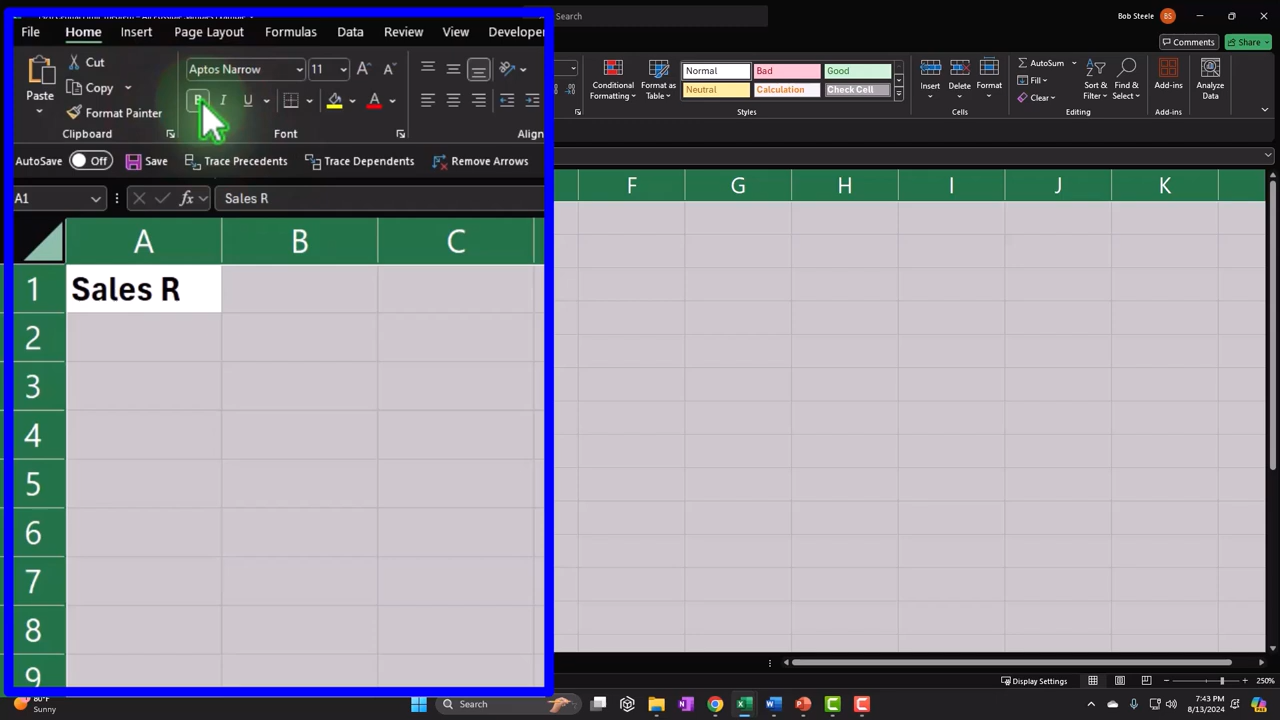 Search
Bob Steele BS
File Home Insert Page Layout Formulas Data Review View Developer
Comments Share
Cut
Copy
Paste
Format Painter
Clipboard
Aptos Narrow 11
B I U
A
Font
Align
Conditional Formatting
Format as Table
Normal Bad Good
Neutral Calculation Check Cell
Styles
Insert Delete Format
Cells
AutoSum
Fill
Clear
Sort & Filter
Find & Select
Editing
Analyze Data
AutoSave Off Save Trace Precedents Trace Dependents Remove Arrows
A1 fx Sales R
A B C F G H I J K
1 Sales R
2
3
4
5
6
7
8
9
Display Settings 250%
Sunny
Search
7:43 PM
8/13/2024